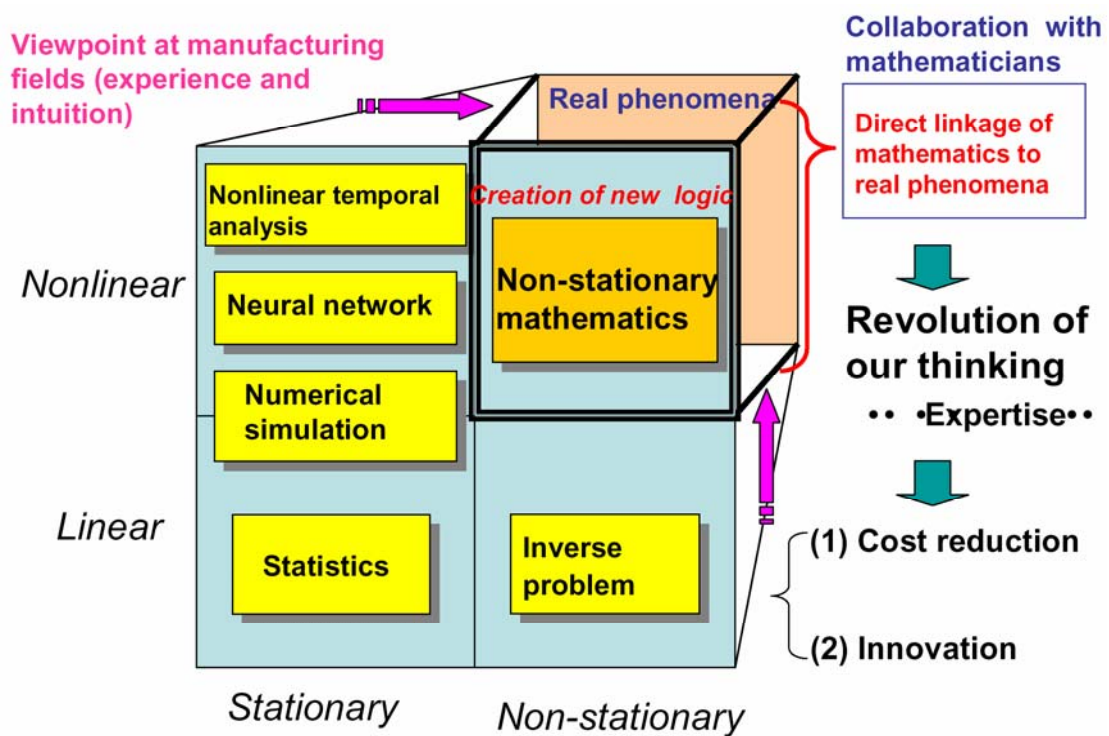 Viewpoint at manufacturing
fields (experience and
intuition)
Collaboration with
mathematicians
Real phenomena
Direct linkage of
mathematics to
real phenomena
Nonlinear temporal
analysis
Creation of new logic
Nonlinear
Neural network
Non-stationary
mathematics
Revolution of
our thinking
•• •Expertise••
Numerical
simulation
Linear
Statistics
Inverse
problem
(1) Cost reduction
(2) Innovation
Stationary
Non-stationary